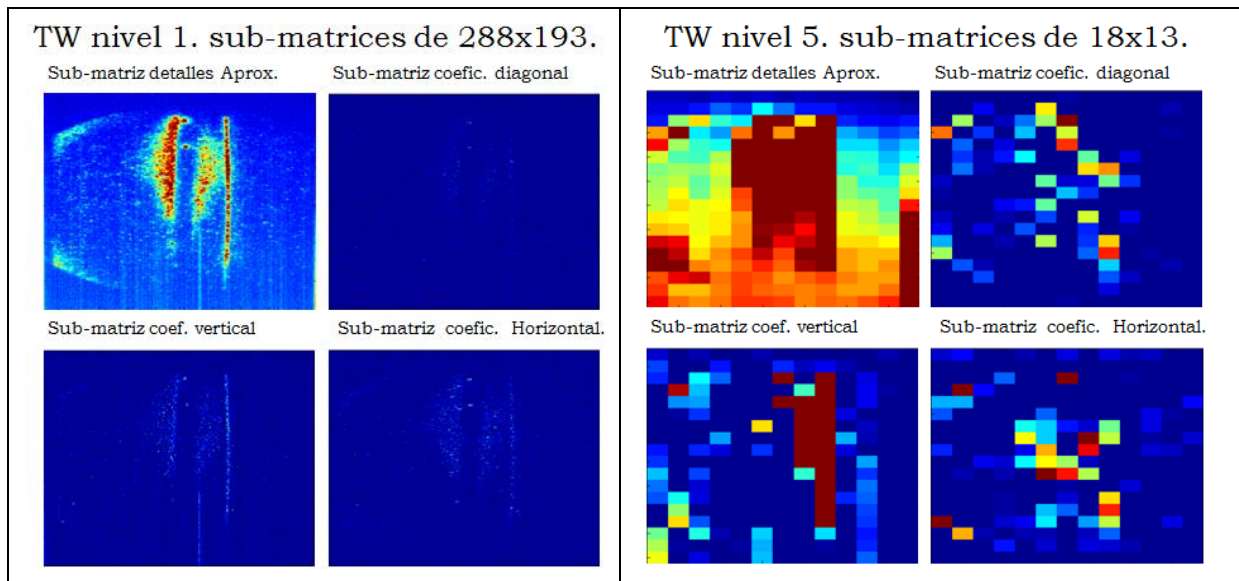 TW nivel 1. sub-matrices de 288x193.
Sub-matriz detalles Aprox.
Sub-matriz coefic. diagonal
Sub-matriz coef. vertical
Sub-matriz coefic. Horizontal.
TW nivel 5. sub-matrices de 18x13.
Sub-matriz detalles Aprox.
Sub-matriz coefic. diagonal
Sub-matriz coef. vertical
Sub-matriz coefic. Horizontal.